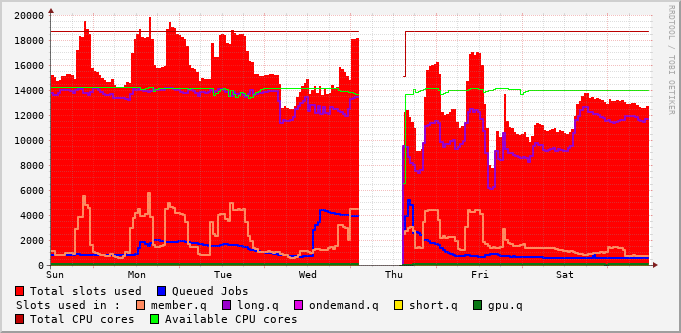 20000
18000
16000
14000
12000
10000
8000
6000
4000
2000
0
Sun Mon Tue Wed Thu Fri Sat
Total slots used Queued Jobs
Slots used in : member.q long.q ondemand.q short.q gpu.q
Total CPU cores Available CPU cores
RRDTOOL / TOBI OETIKER